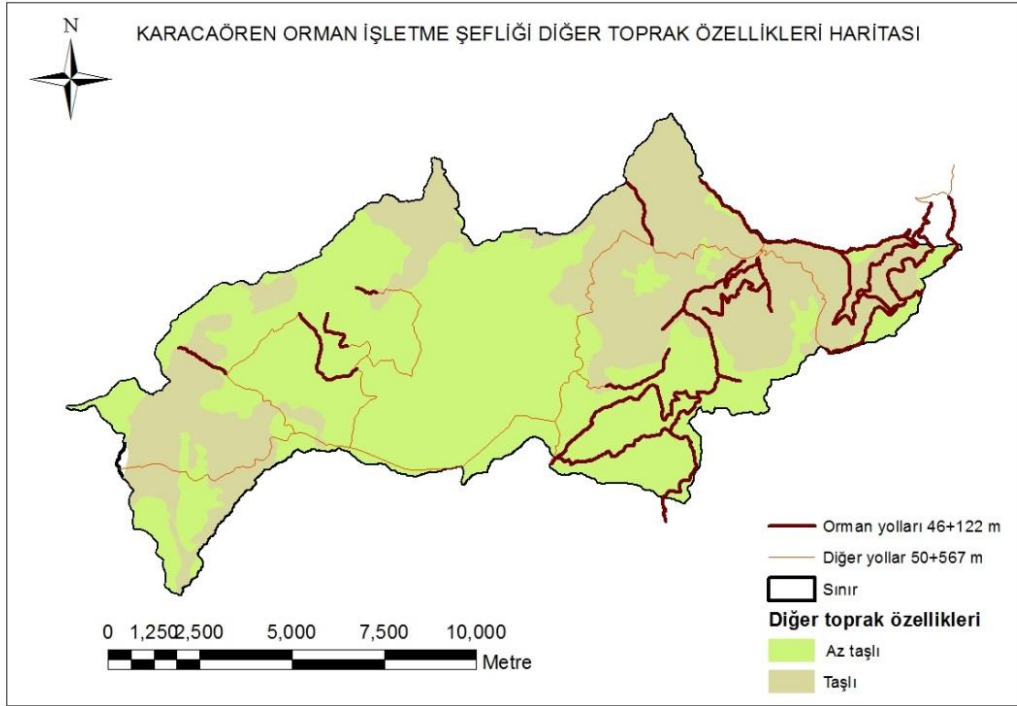 KARACAÖREN ORMAN İŞLETME ŞEFLİĞİ DİĞER TOPRAK ÖZELLİKLERİ HARİTASI
N
Orman yolları 46+122 m
Diğer yollar 50+567 m
Sınır
Diğer toprak özellikleri
Az taşlı
Taşlı
0 1,250 2,500 5,000 7,500 10,000
Metre